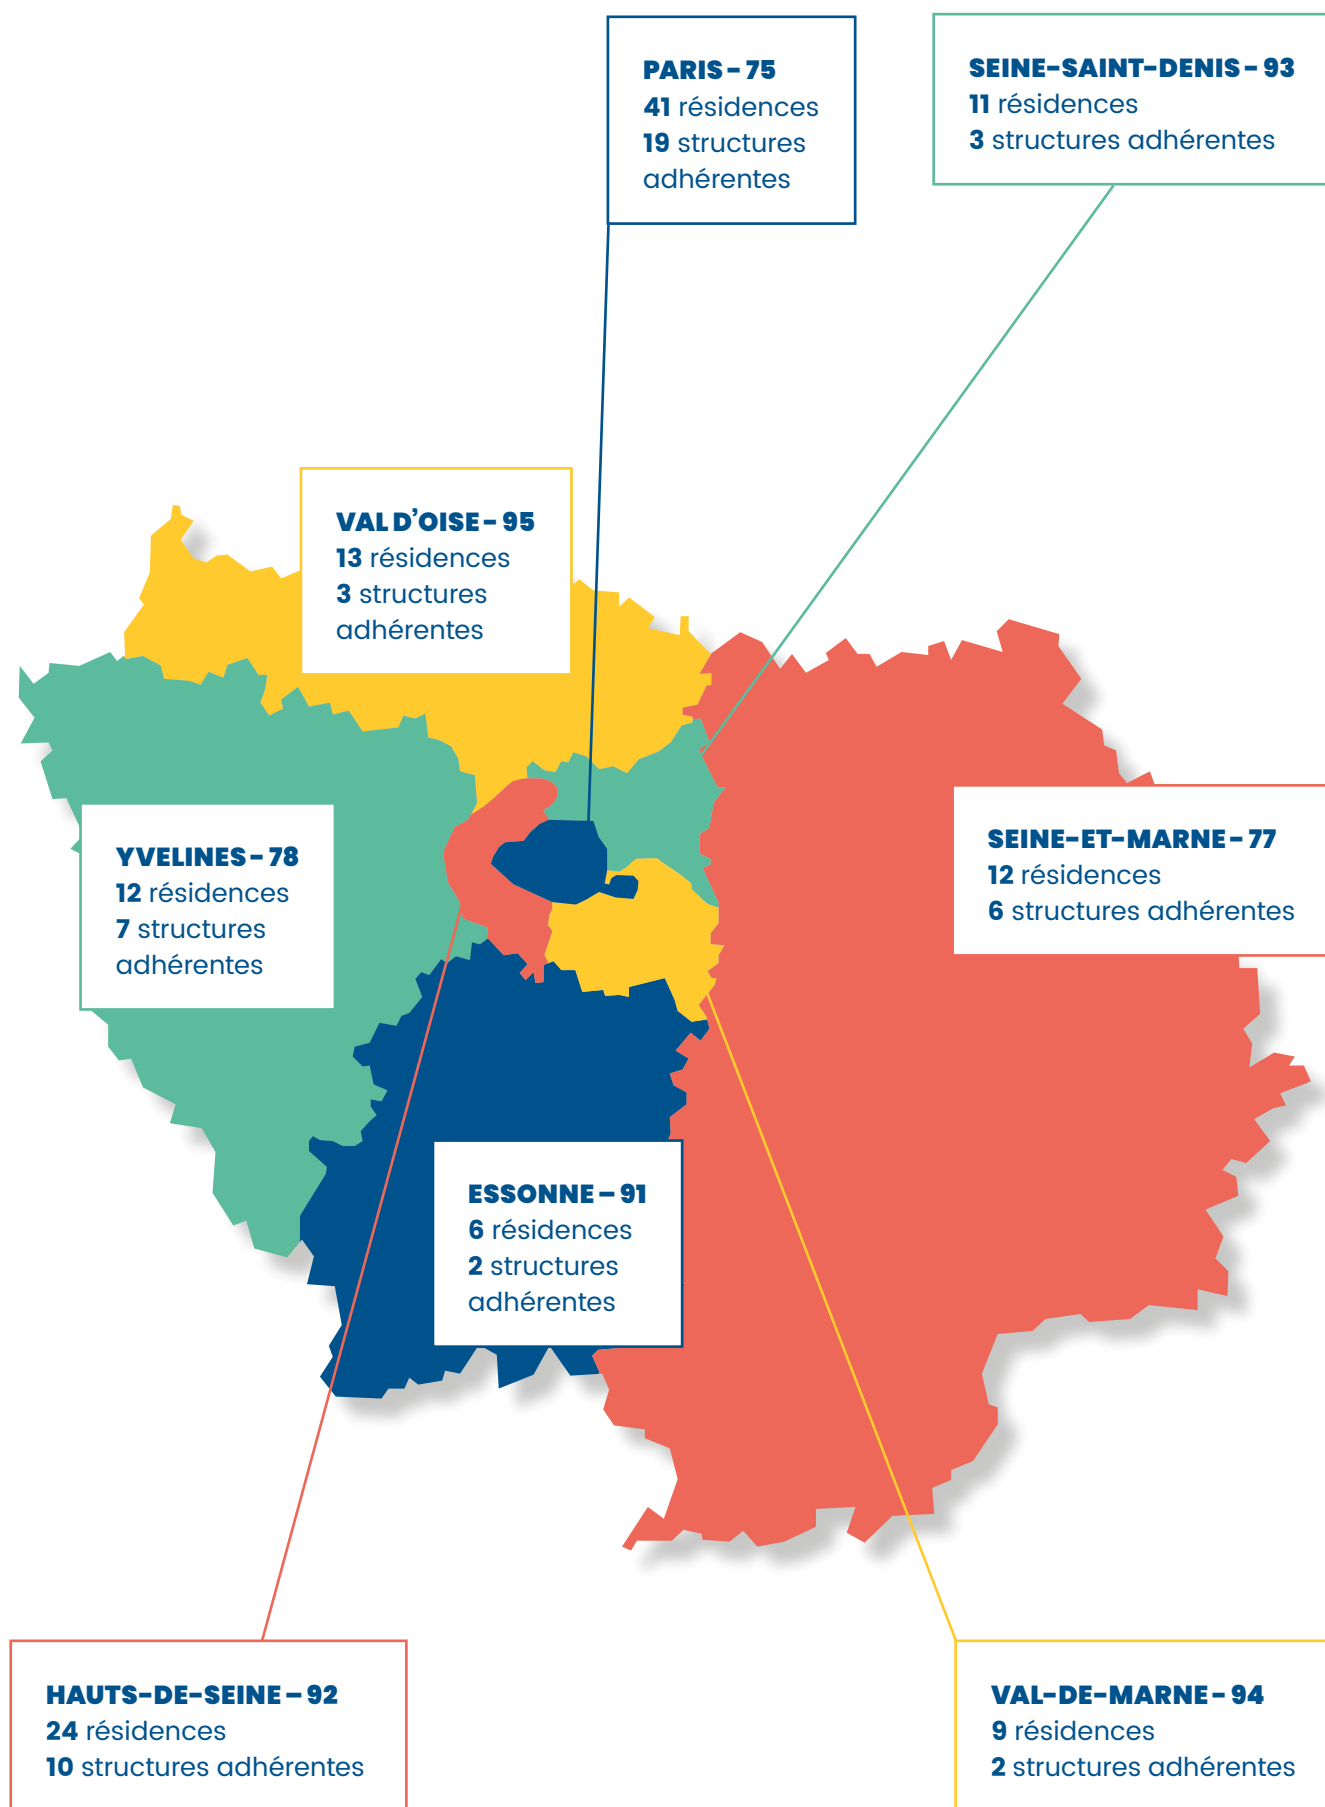 PARIS – 75
41 résidences
19 structures
adhérentes
SEINE-SAINT-DENIS – 93
11 résidences
3 structures adhérentes
VAL D’OISE – 95
13 résidences
3 structures
adhérentes
YVELINES – 78
12 résidences
7 structures
adhérentes
SEINE-ET-MARNE – 77
12 résidences
6 structures adhérentes
ESSONNE – 91
6 résidences
2 structures
adhérentes
HAUTS-DE-SEINE – 92
24 résidences
10 structures adhérentes
VAL-DE-MARNE – 94
9 résidences
2 structures adhérentes